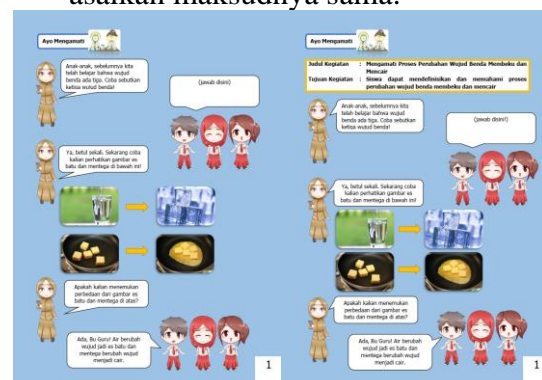 asalkan maksudnya sama.
Ayo Mengamati
Anak-anak, sebelumnya kita
telah belajar bahwa wujud
benda ada tiga. Coba sebutkan
ketiga wujud benda!
(jawab disini)
Ya, betul sekali. Sekarang coba
kalian perhatikan gambar es
batu dan mentega di bawah ini!
Apakah kalian menemukan
perbedaan dari gambar es
batu dan mentega di atas?
Ada, Bu Guru! Air berubah
wujud jadi es batu dan
mentega berubah wujud
menjadi cair.
1
Ayo Mengamati
Judul Kegiatan : Mengamati Proses Perubahan Wujud Benda Membeku dan
Mencair
Tujuan Kegiatan : Siswa dapat mendefinisikan dan memahami proses
perubahan wujud benda membeku dan mencair
Anak-anak, sebelumnya kita
telah belajar bahwa wujud
benda ada tiga. Coba sebutkan
ketiga wujud benda!
(jawab disini!)
Ya, betul sekali. Sekarang coba
kalian perhatikan gambar es
batu dan mentega di bawah ini!
Apakah kalian menemukan
perbedaan dari gambar es
batu dan mentega di atas?
Ada, Bu Guru! Air berubah
wujud jadi es batu dan
mentega berubah wujud
menjadi cair.
1